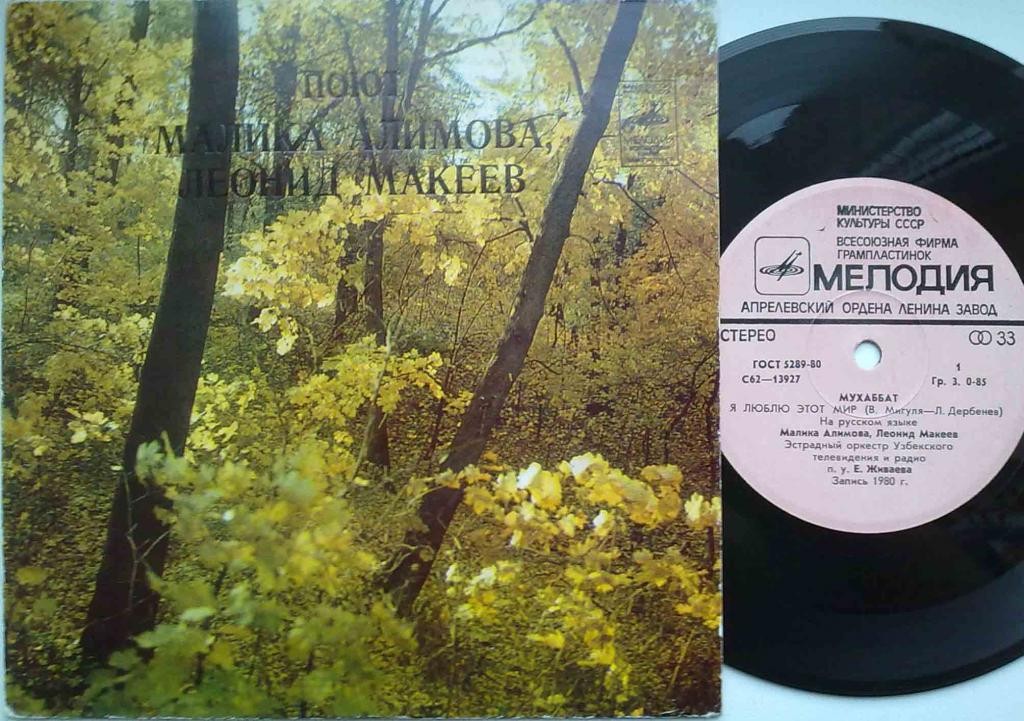 ПОЮТ
МАЛИКА АЛИМОВА,
ЛЕОНИД МАКЕЕВ
МИНИСТЕРСТВО
КУЛЬТУРЫ СССР
ВСЕСОЮЗНАЯ ФИРМА
ГРАМПЛАСТИНОК
МЕЛОДИЯ
АПРЕЛЕВСКИЙ ОРДЕНА ЛЕНИНА ЗАВОД
СТЕРЕО 33
ГОСТ 5289-80 1
С62—13927 Гр. 3. 0-85
МУХАББАТ
Я ЛЮБЛЮ ЭТОТ МИР (В. Мигуля—Л. Дербенев)
На русском языке
Малика Алимова, Леонид Макеев
Эстрадный оркестр Узбекского
телевидения и радио
п. у. Е. Живаева
Запись 1980 г.